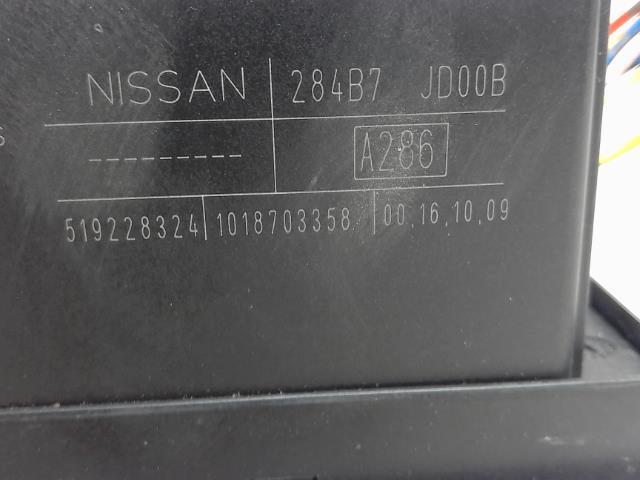 NISSAN 284B7 JD00B
--------- A286
519228324 1018703358 00,16,10,09